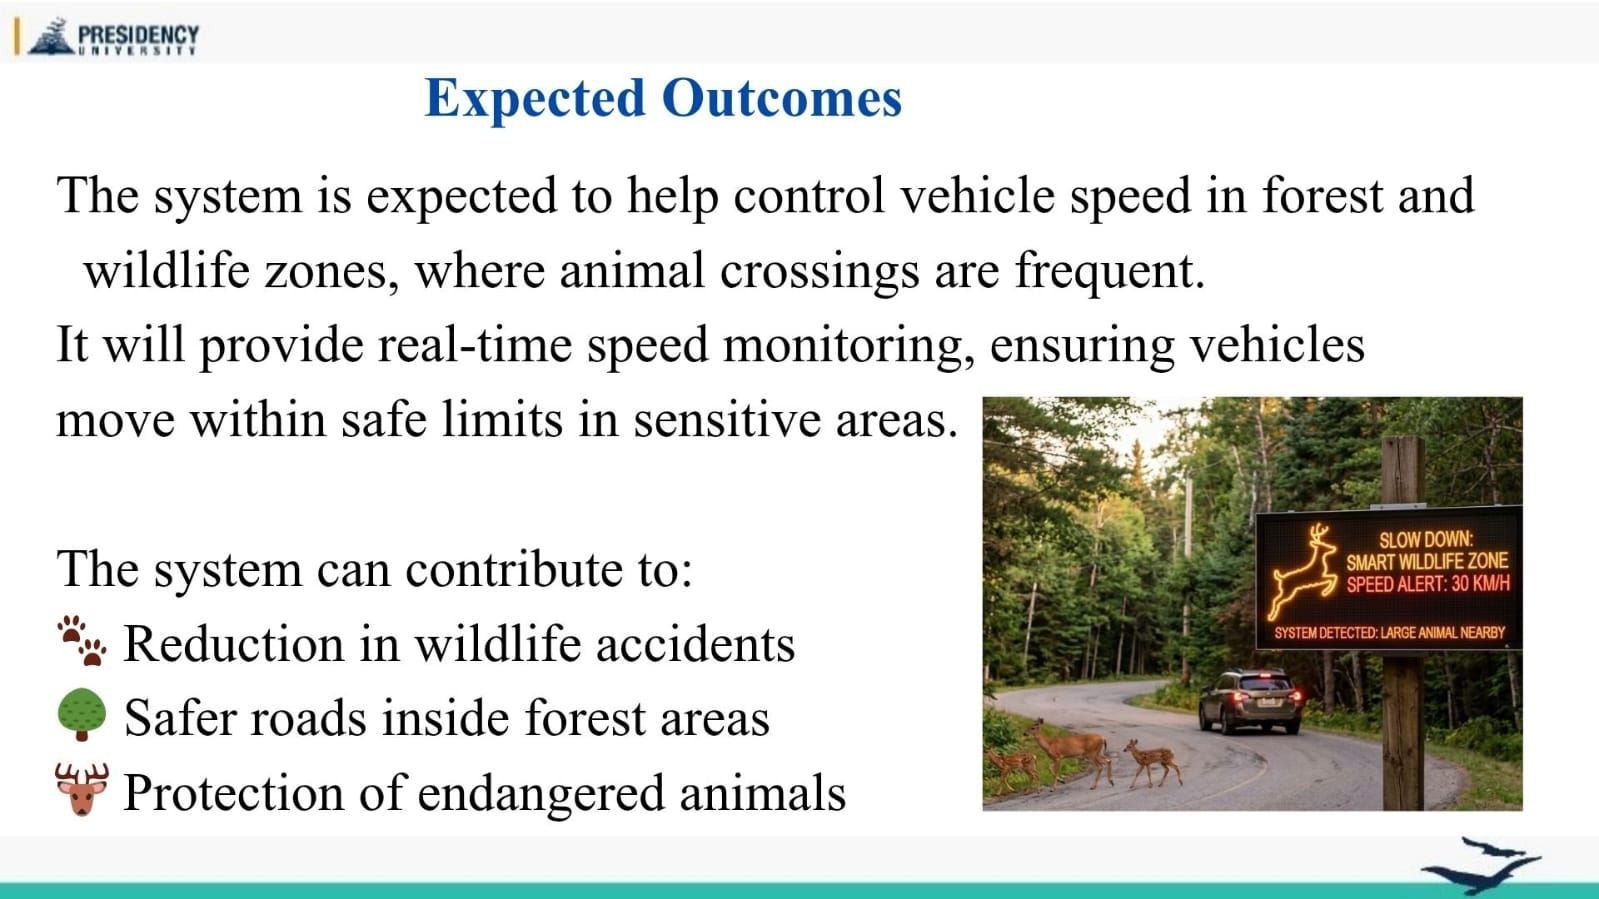 PRESIDENCY
UNIVERSITY
Expected Outcomes
The system is expected to help control vehicle speed in forest and
wildlife zones, where animal crossings are frequent.
It will provide real-time speed monitoring, ensuring vehicles
move within safe limits in sensitive areas.
The system can contribute to:
Reduction in wildlife accidents
Safer roads inside forest areas
Protection of endangered animals
SLOW DOWN:
SMART WILDLIFE ZONE
SPEED ALERT: 30 KM/H
SYSTEM DETECTED: LARGE ANIMAL NEARBY